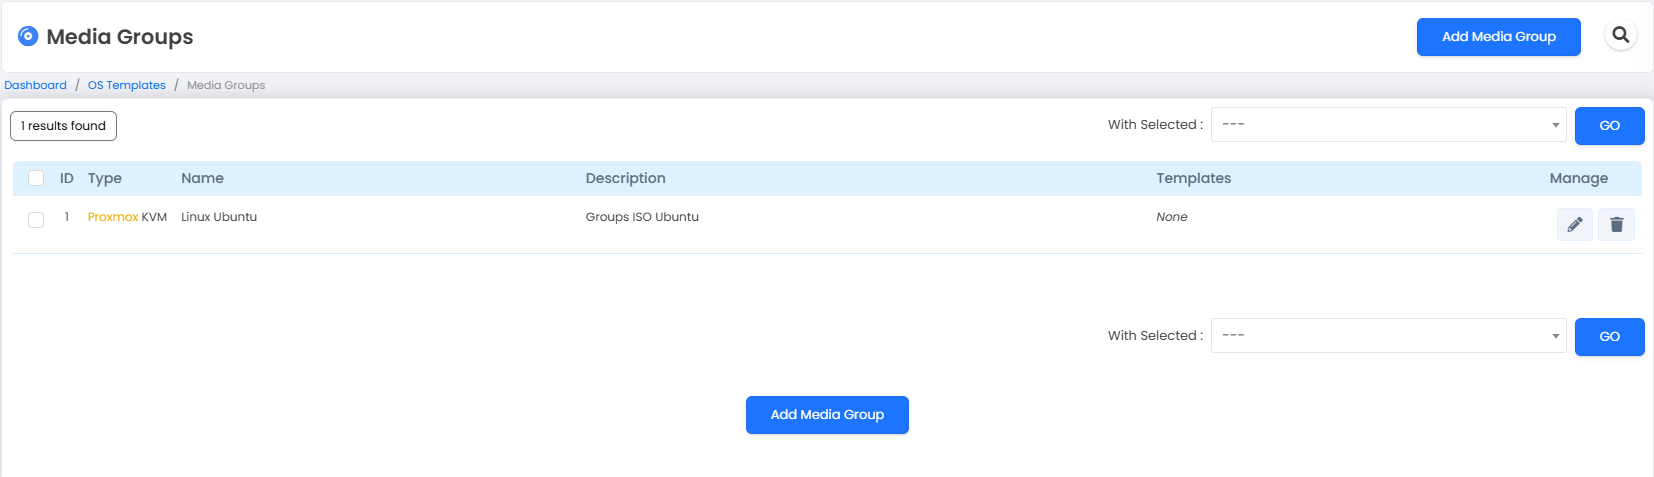 Media Groups
Add Media Group
Dashboard / OS Templates / Media Groups
1 results found
With Selected : --- GO
ID Type Name Description Templates Manage
1 Proxmox KVM Linux Ubuntu Groups ISO Ubuntu None
With Selected : --- GO
Add Media Group